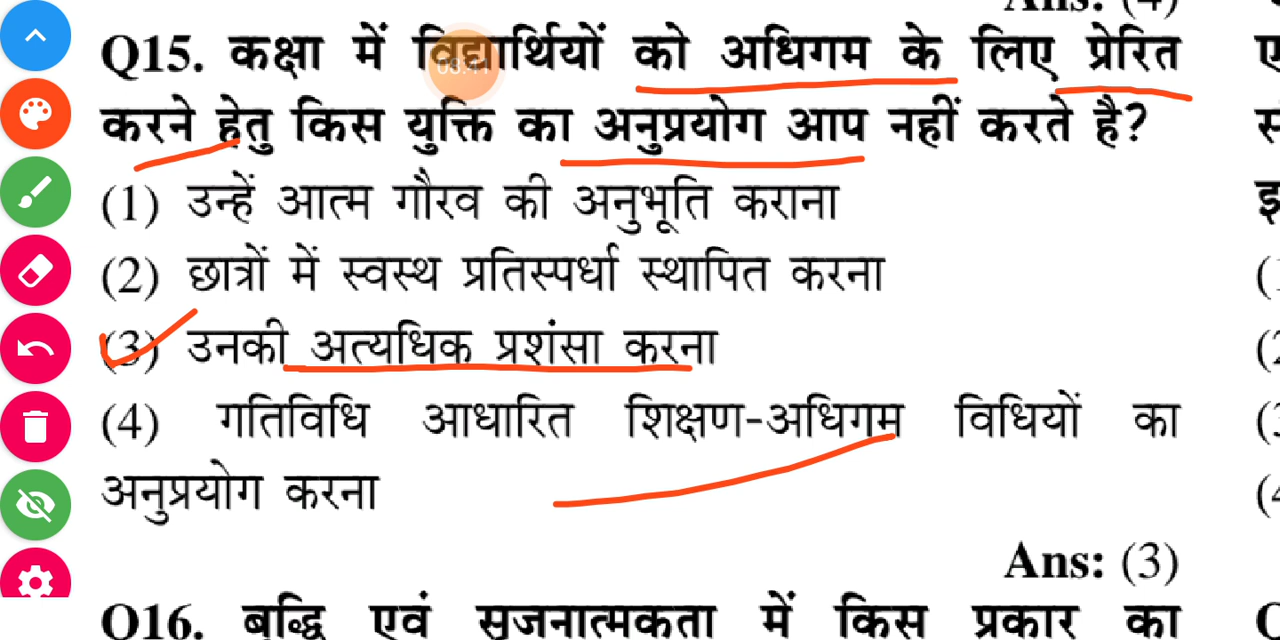 Ans: (4)
Q15. कक्षा में विद्यार्थियों को अधिगम के लिए प्रेरित
करने हेतु किस युक्ति का अनुप्रयोग आप नहीं करते है?
(1) उन्हें आत्म गौरव की अनुभूति कराना
(2) छात्रों में स्वस्थ प्रतिस्पर्धा स्थापित करना
(3) उनकी अत्यधिक प्रशंसा करना
(4) गतिविधि आधारित शिक्षण-अधिगम विधियों का
अनुप्रयोग करना
Ans: (3)
Q16. बुद्धि एवं सृजनात्मकता में किस प्रकार का